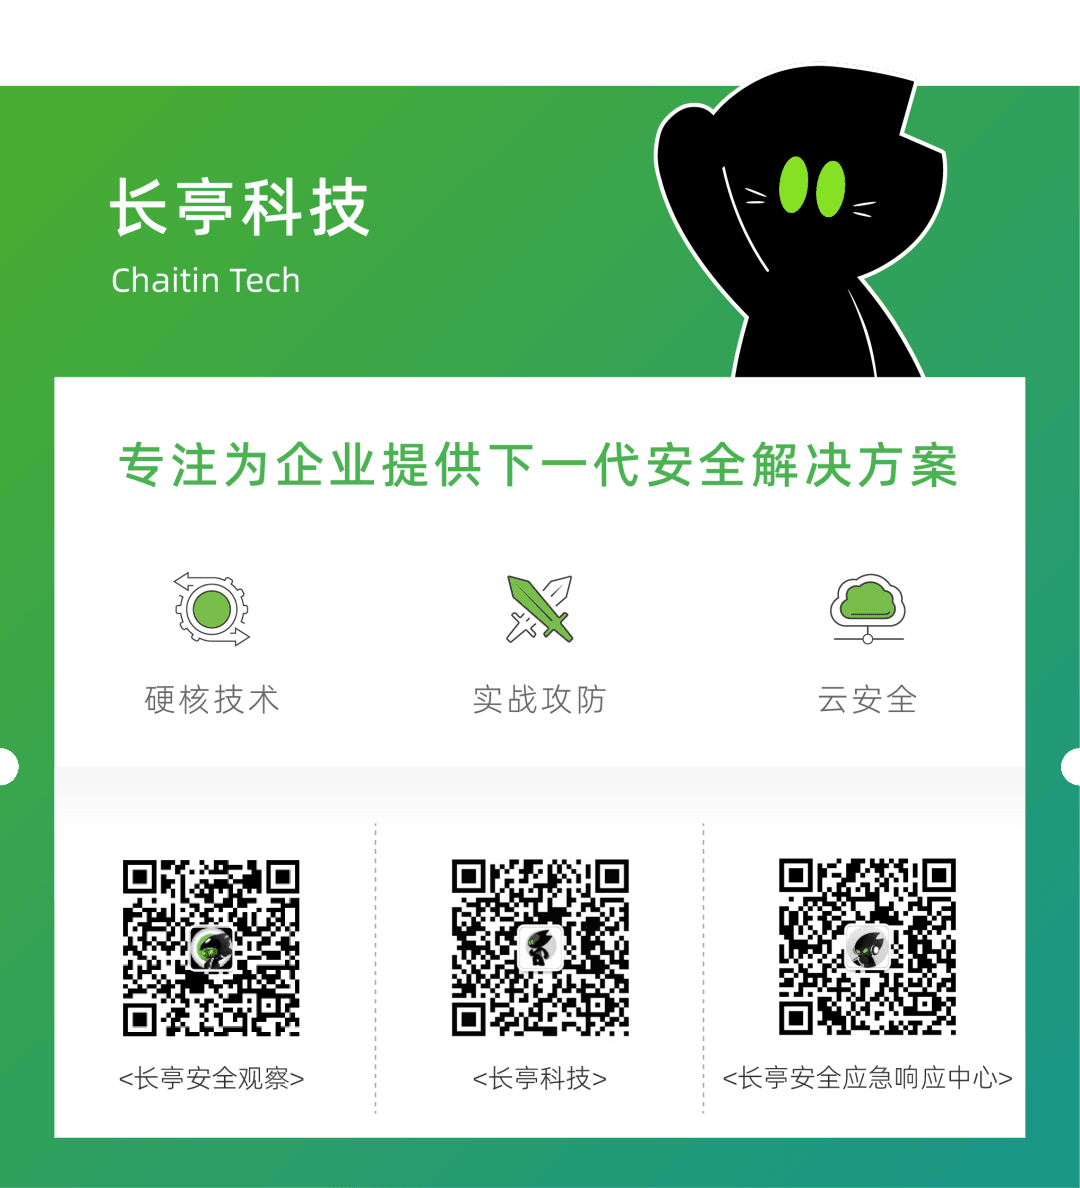 长亭科技
Chaitin Tech
专注为企业提供下一代安全解决方案
硬核技术
实战攻防
云安全
<长亭安全观察>
<长亭科技>
<长亭安全应急响应中心>